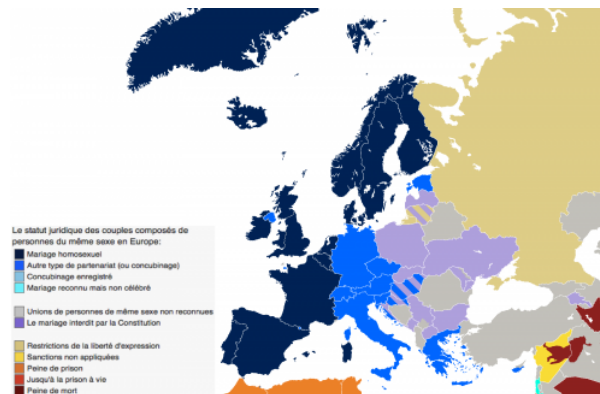 Le statut juridique des couples composés de
personnes du même sexe en Europe:
Mariage homosexuel
Autre type de partenariat (ou concubinage)
Concubinage enregistré
Mariage reconnu mais non célébré
Unions de personnes de même sexe non reconnues
Le mariage interdit par la Constitution
Restrictions de la liberté d'expression
Sanctions non appliquées
Peine de prison
Jusqu'à la prison à vie
Peine de mort